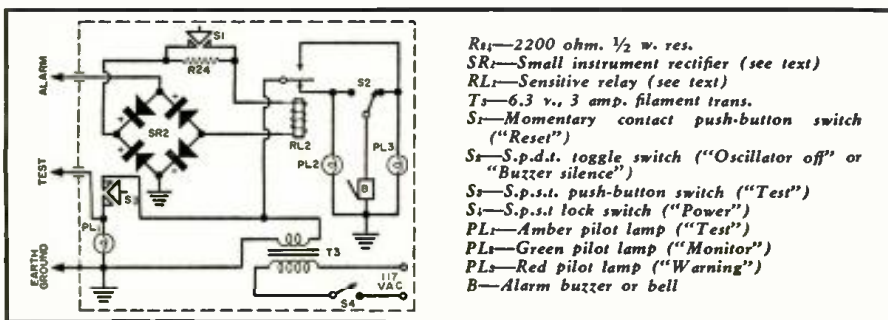 S1
R24
ALARM
SR2
S2
RL2
PL2
PL3
TEST
S3
B
PL
T3
EARTH
GROUND
117
VAC
S4
R24—2200 ohm. ½ w. res.
SR2—Small instrument rectifier (see text)
RL2—Sensitive relay (see text)
T3—6.3 v., 3 amp. filament trans.
S1—Momentary contact push-button switch
("Reset")
S2—S.p.d.t. toggle switch ("Oscillator off" or
"Buzzer silence")
S3—S.p.s.t. push-button switch ("Test")
S4—S.p.s.t lock switch ("Power")
PL1—Amber pilot lamp ("Test")
PL2—Green pilot lamp ("Monitor")
PL3—Red pilot lamp ("Warning")
B—Alarm buzzer or bell